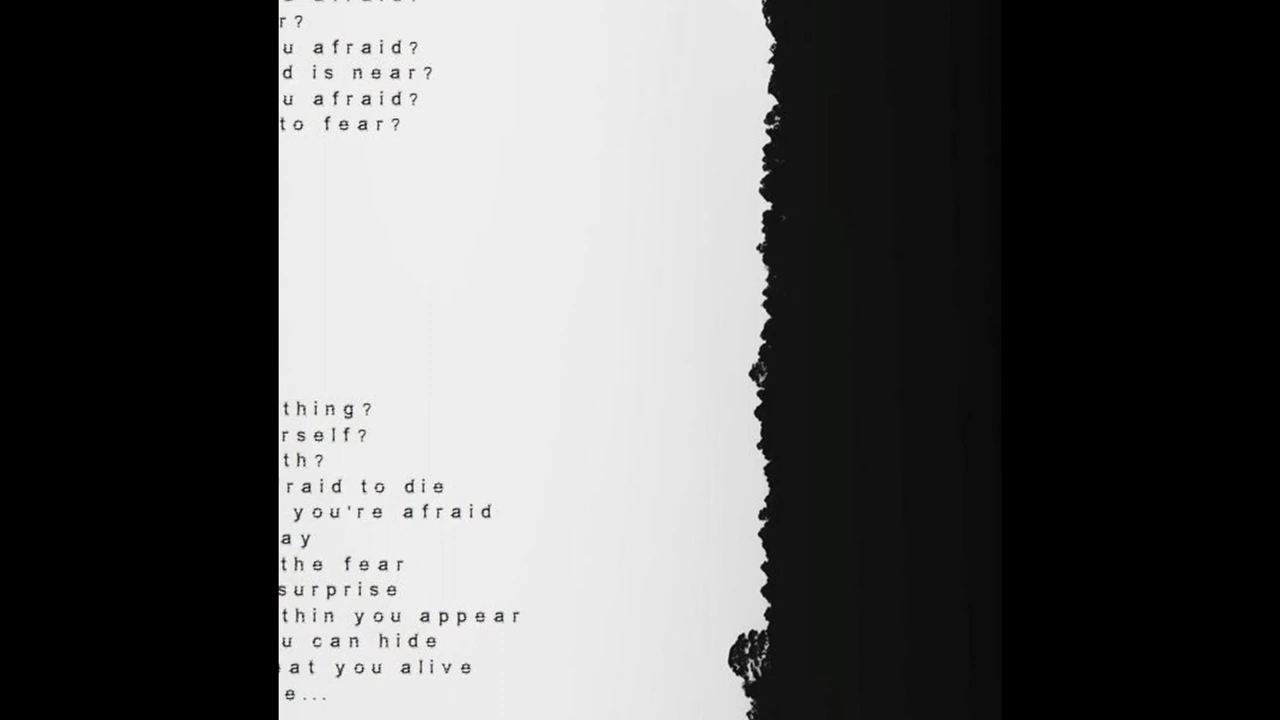 r?
u afraid?
d is near?
u afraid?
to fear?
thing?
rself?
th?
raid to die
you're afraid
ay
the fear
surprise
thin you appear
u can hide
eat you alive
e...